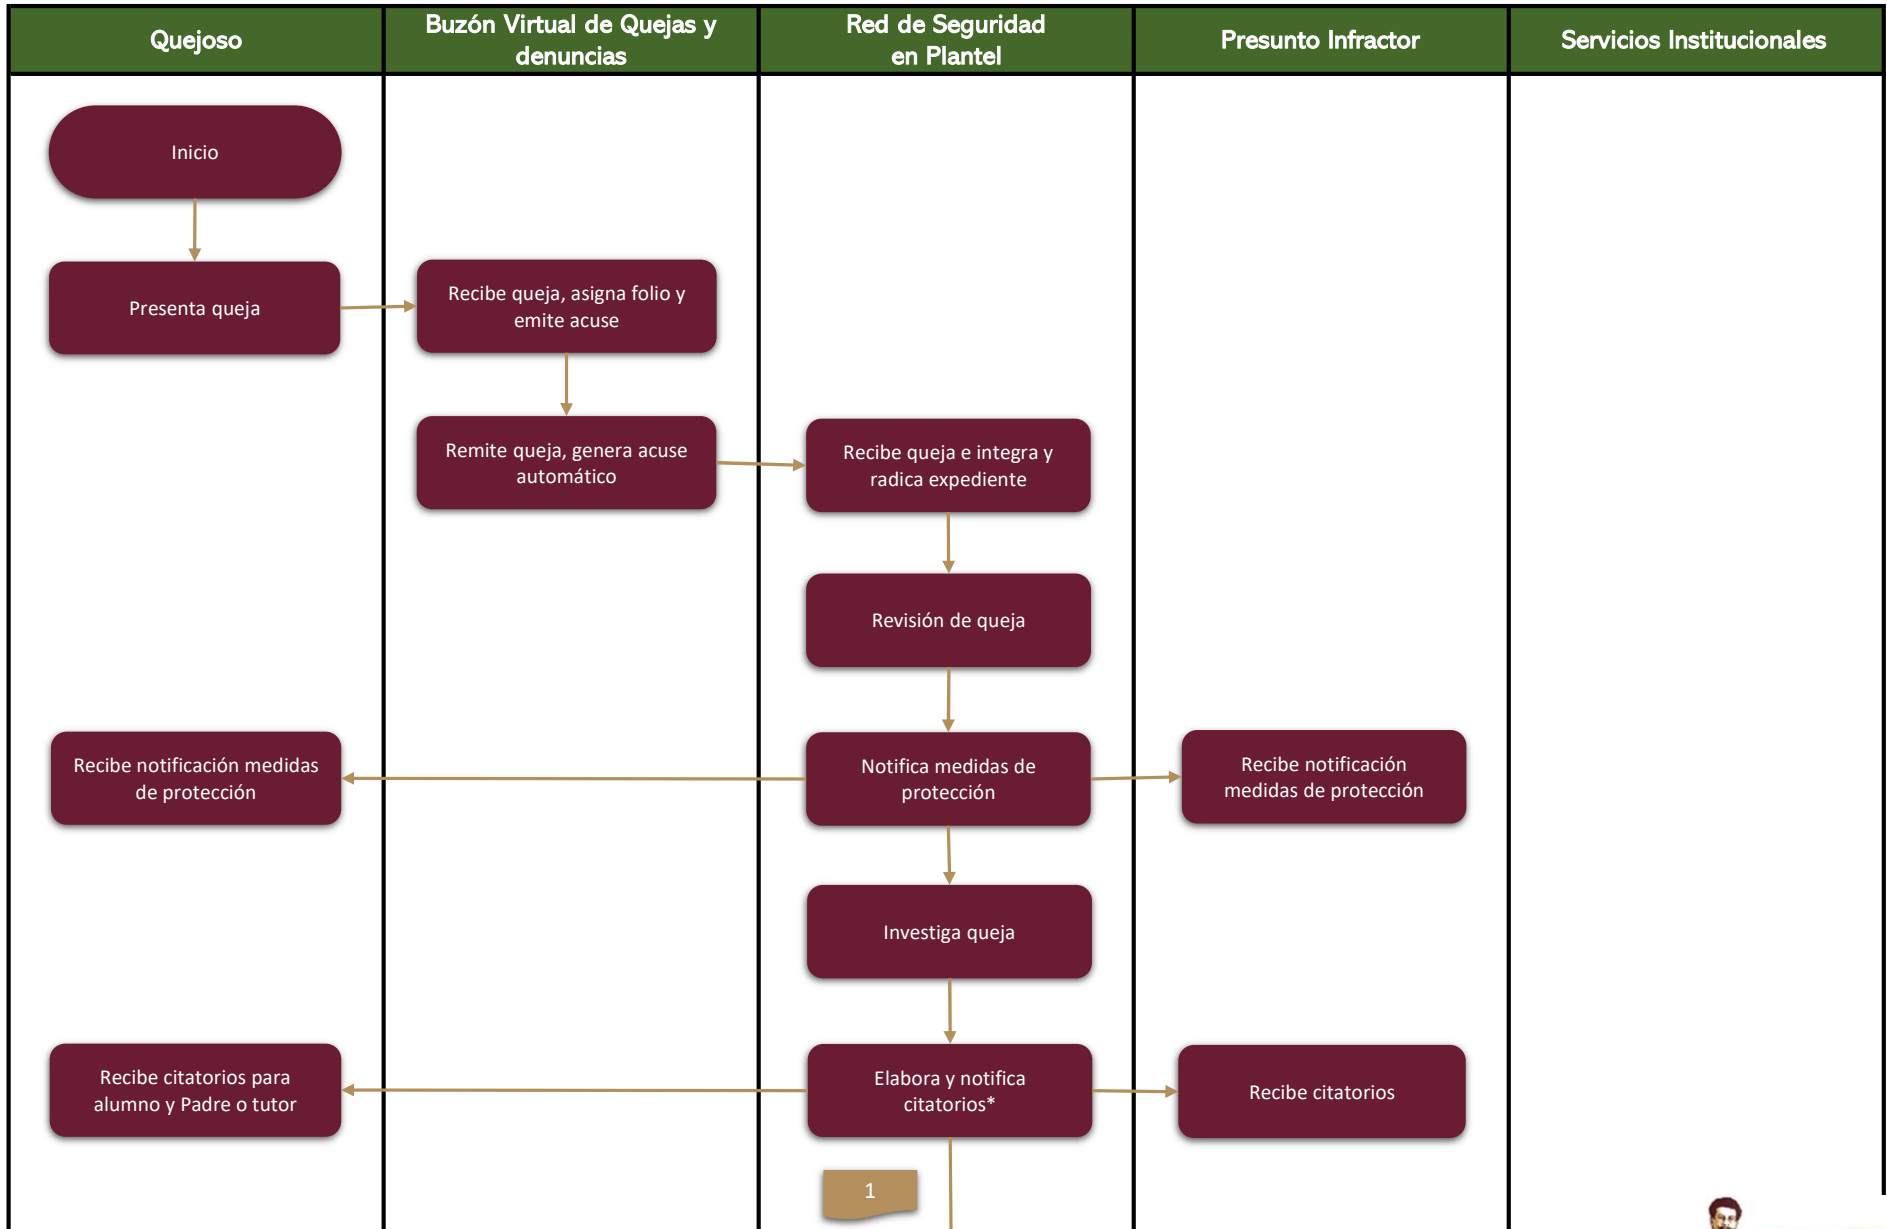 Quejoso
Buzón Virtual de Quejas y
denuncias
Red de Seguridad
en Plantel
Presunto Infractor
Servicios Institucionales
Inicio
Presenta queja
Recibe queja, asigna folio y
emite acuse
Remite queja, genera acuse
automático
Recibe queja e integra y
radica expediente
Revisión de queja
Recibe notificación medidas
de protección
Notifica medidas de
protección
Recibe notificación
medidas de protección
Investiga queja
Recibe citatorios para
alumno y Padre o tutor
Elabora y notifica
citatorios*
Recibe citatorios
1